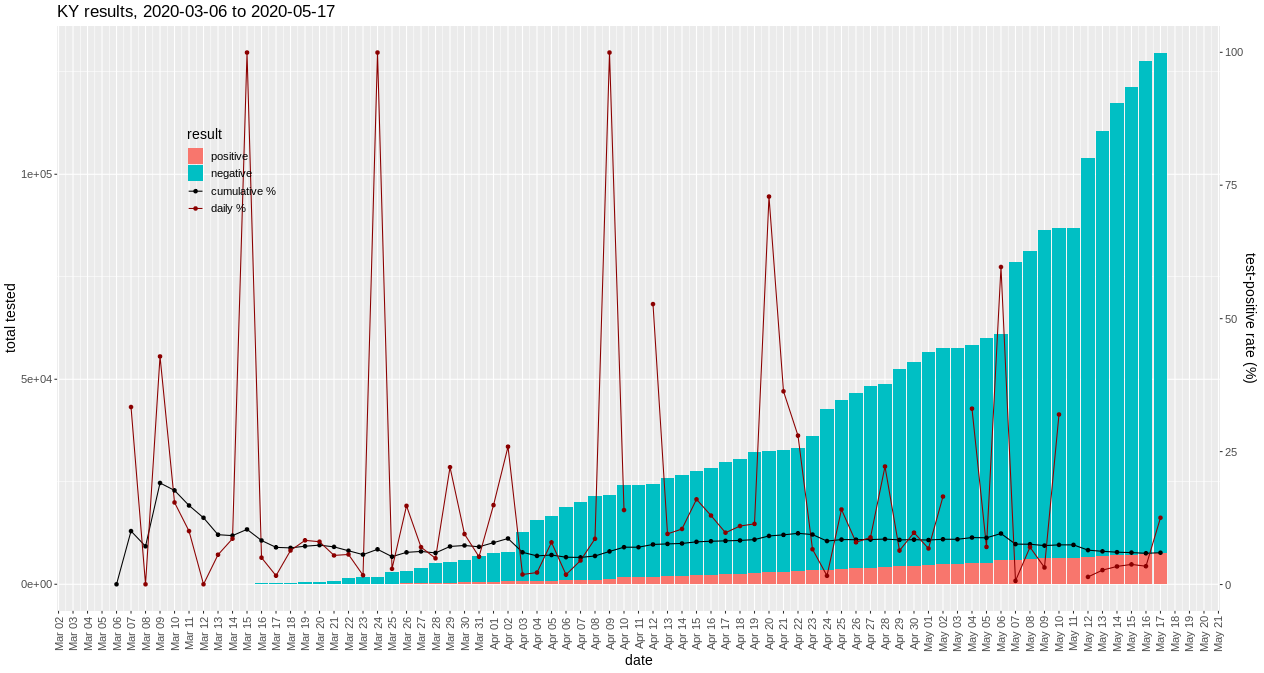 KY results, 2020-03-06 to 2020-05-17
total tested
1e+05
5e+04
0e+00
result
positive
negative
cumulative %
daily %
100
75
50
25
0
test-positive rate (%)
Mar 02
Mar 03
Mar 04
Mar 05
Mar 06
Mar 07
Mar 08
Mar 09
Mar 10
Mar 11
Mar 12
Mar 13
Mar 14
Mar 15
Mar 16
Mar 17
Mar 18
Mar 19
Mar 20
Mar 21
Mar 22
Mar 23
Mar 24
Mar 25
Mar 26
Mar 27
Mar 28
Mar 29
Mar 30
Mar 31
Apr 01
Apr 02
Apr 03
Apr 04
Apr 05
Apr 06
Apr 07
Apr 08
Apr 09
Apr 10
Apr 11
Apr 12
Apr 13
Apr 14
Apr 15
Apr 16
Apr 17
Apr 18
Apr 19
Apr 20
Apr 21
Apr 22
Apr 23
Apr 24
Apr 25
Apr 26
Apr 27
Apr 28
Apr 29
Apr 30
May 01
May 02
May 03
May 04
May 05
May 06
May 07
May 08
May 09
May 10
May 11
May 12
May 13
May 14
May 15
May 16
May 17
May 18
May 19
May 20
May 21
date